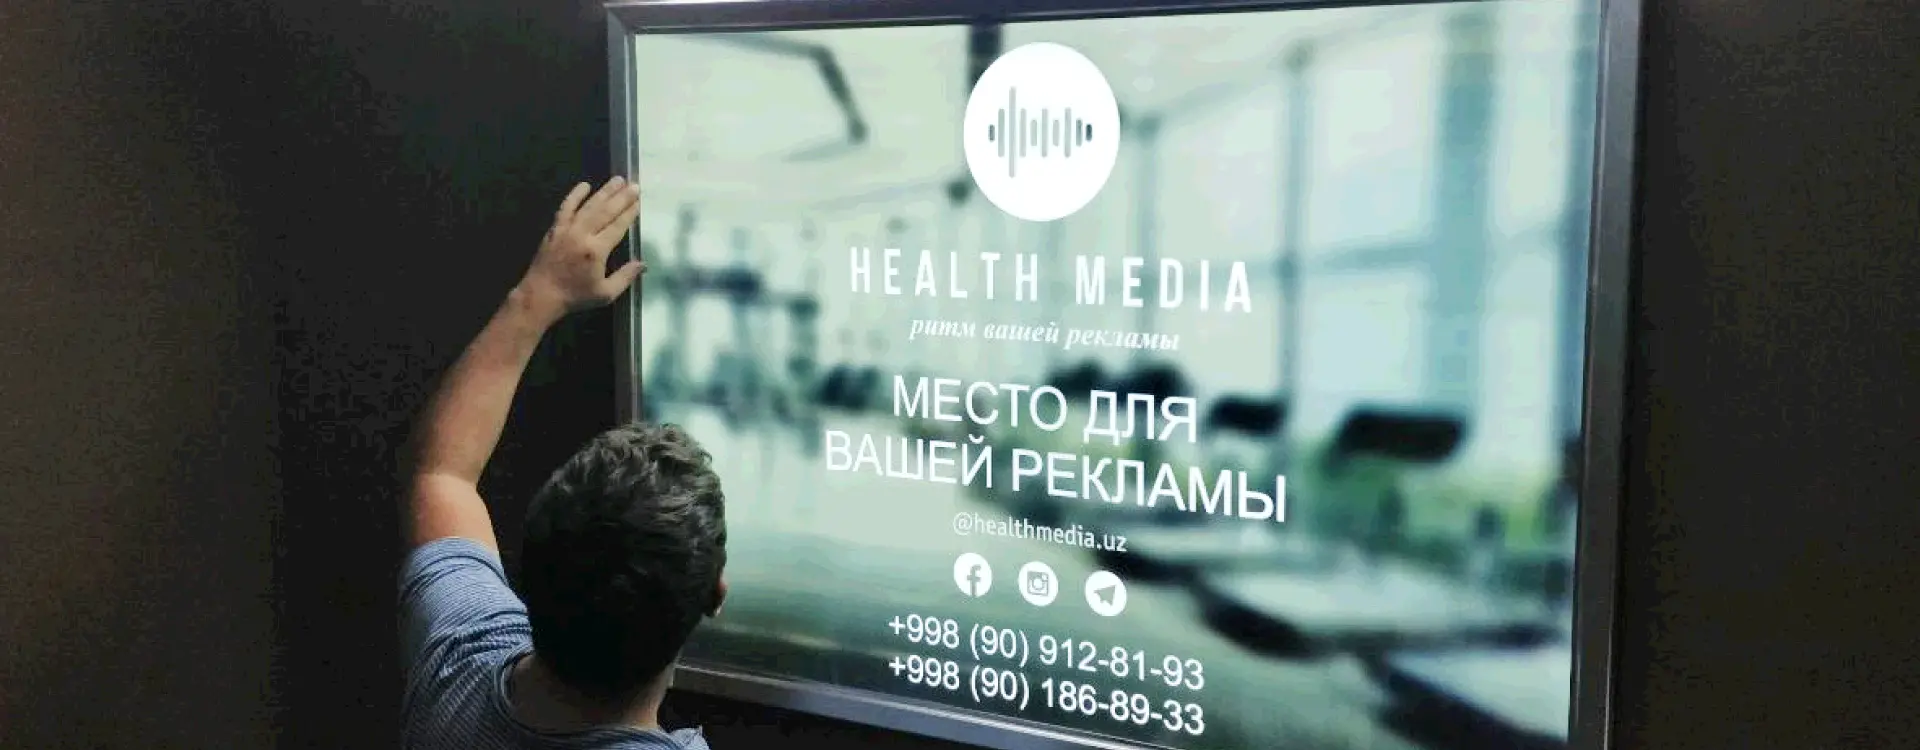 HEALTH MEDIA
ритм вашей рекламы
МЕСТО ДЛЯ
ВАШЕЙ РЕКЛАМЫ
@healthmedia.uz
+998 (90) 912-81-93
+998 (90) 186-89-33